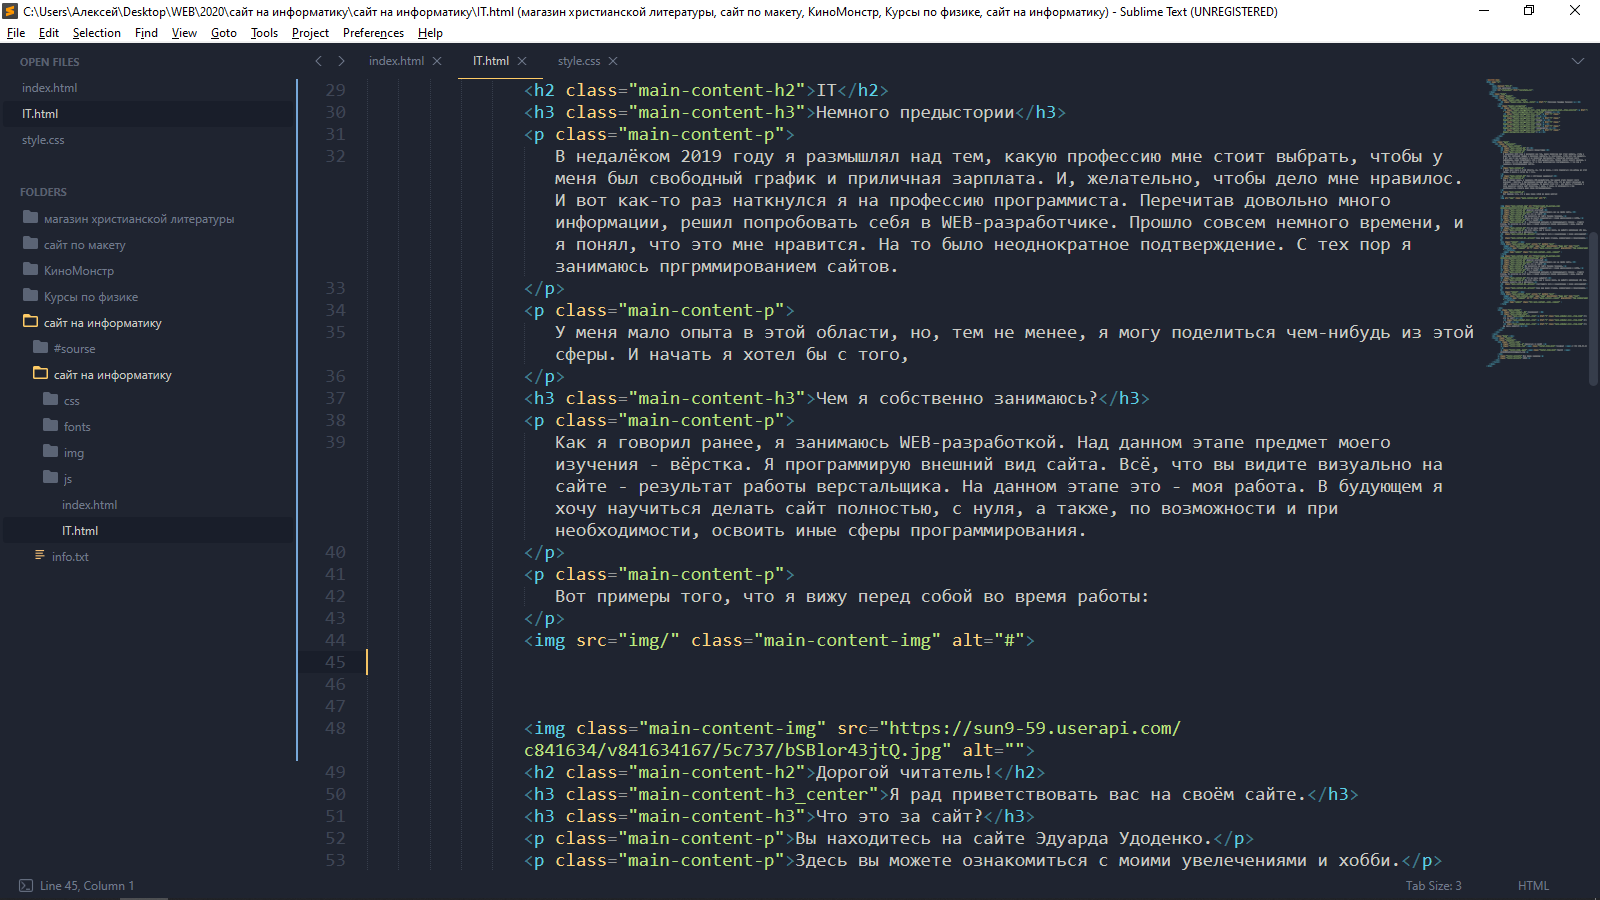 C:\Users\Алексей\Desktop\WEB\2020\сайт на информатику\сайт на информатику\IT.html (магазин христианской литературы, сайт по макету, КиноМонстр, Курсы по физике, сайт на информатику) - Sublime Text (UNREGISTERED)
File Edit Selection Find View Goto Tools Project Preferences Help
OPEN FILES
index.html
IT.html
style.css
FOLDERS
магазин христианской литературы
сайт по макету
КиноМонстр
Курсы по физике
сайт на информатику
#sourse
сайт на информатику
css
fonts
img
js
index.html
IT.html
info.txt
index.html IT.html style.css
29 <h2 class="main-content-h2">IT</h2>
30 <h3 class="main-content-h3">Немного предыстории</h3>
31 <p class="main-content-p">
32 В недалёком 2019 году я размышлял над тем, какую профессию мне стоит выбрать, чтобы у
меня был свободный график и приличная зарплата. И, желательно, чтобы дело мне нравилос.
И вот как-то раз наткнулся я на профессию программиста. Перечитав довольно много
информации, решил попробовать себя в WEB-разработчике. Прошло совсем немного времени, и
я понял, что это мне нравится. На то было неоднократное подтверждение. С тех пор я
занимаюсь пргрммированием сайтов.
33 </p>
34 <p class="main-content-p">
35 У меня мало опыта в этой области, но, тем не менее, я могу поделиться чем-нибудь из этой
сферы. И начать я хотел бы с того,
36 </p>
37 <h3 class="main-content-h3">Чем я собственно занимаюсь?</h3>
38 <p class="main-content-p">
39 Как я говорил ранее, я занимаюсь WEB-разработкой. Над данном этапе предмет моего
изучения - вёрстка. Я программирую внешний вид сайта. Всё, что вы видите визуально на
сайте - результат работы верстальщика. На данном этапе это - моя работа. В будующем я
хочу научиться делать сайт полностью, с нуля, а также, по возможности и при
необходимости, освоить иные сферы программирования.
40 </p>
41 <p class="main-content-p">
42 Вот примеры того, что я вижу перед собой во время работы:
43 </p>
44 <img src="img/" class="main-content-img" alt="#">
45
46
47
48 <img class="main-content-img" src="https://sun9-59.userapi.com/
c841634/v841634167/5c737/bSBlor43jtQ.jpg" alt="">
49 <h2 class="main-content-h2">Дорогой читатель!</h2>
50 <h3 class="main-content-h3_center">Я рад приветствовать вас на своём сайте.</h3>
51 <h3 class="main-content-h3">Что это за сайт?</h3>
52 <p class="main-content-p">Вы находитесь на сайте Эдуарда Удоденко.</p>
53 <p class="main-content-p">Здесь вы можете ознакомиться с моими увелечениями и хобби.</p>
Line 45, Column 1 Tab Size: 3 HTML